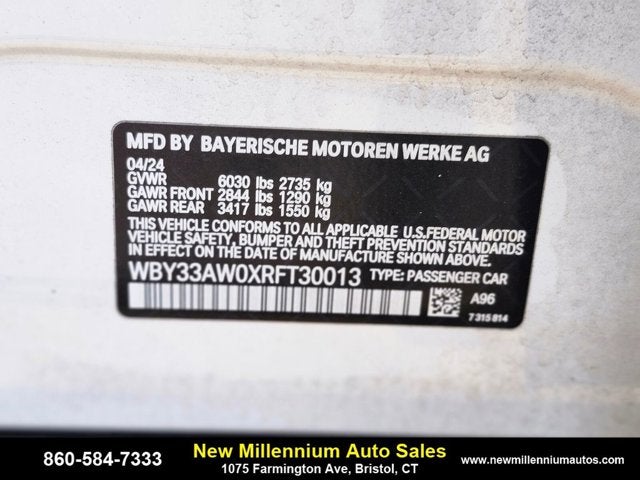 MFD BY BAYERISCHE MOTOREN WERKE AG
04/24
GVWR 6030 lbs 2735 kg
GAWR FRONT 2844 lbs 1290 kg
GAWR REAR 3417 lbs 1550 kg
THIS VEHICLE CONFORMS TO ALL APPLICABLE U.S.FEDERAL MOTOR
VEHICLE SAFETY, BUMPER AND THEFT PREVENTION STANDARDS
IN EFFECT ON THE DATE OF MANUFACTURE SHOWN ABOVE.
WBY33AW0XRFT30013 TYPE: PASSENGER CAR
A96
7315814
860-584-7333
New Millennium Auto Sales
1075 Farmington Ave, Bristol, CT
www.newmillenniumautos.com